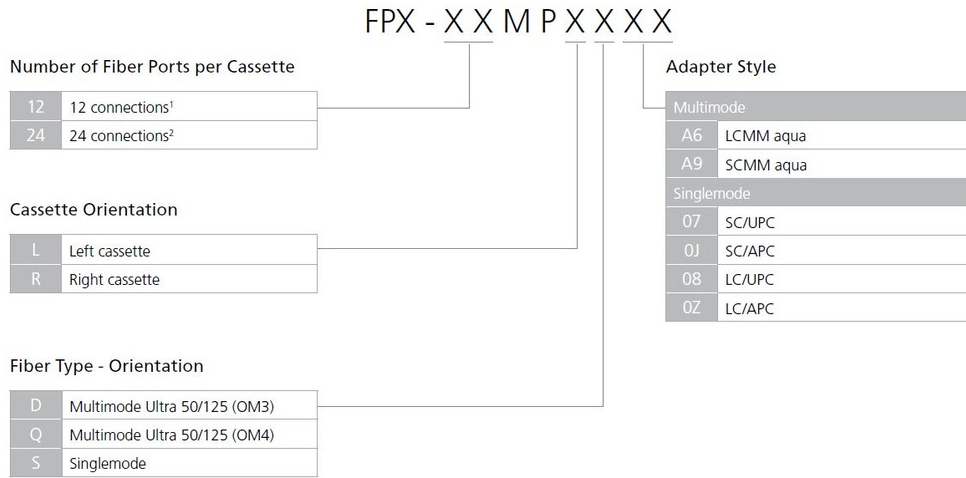 FPX - X X M P X X X X
Number of Fiber Ports per Cassette
12 12 connections¹
24 24 connections²
Cassette Orientation
L Left cassette
R Right cassette
Fiber Type - Orientation
D Multimode Ultra 50/125 (OM3)
Q Multimode Ultra 50/125 (OM4)
S Singlemode
Adapter Style
Multimode
A6 LCMM aqua
A9 SCMM aqua
Singlemode
07 SC/UPC
0J SC/APC
08 LC/UPC
0Z LC/APC